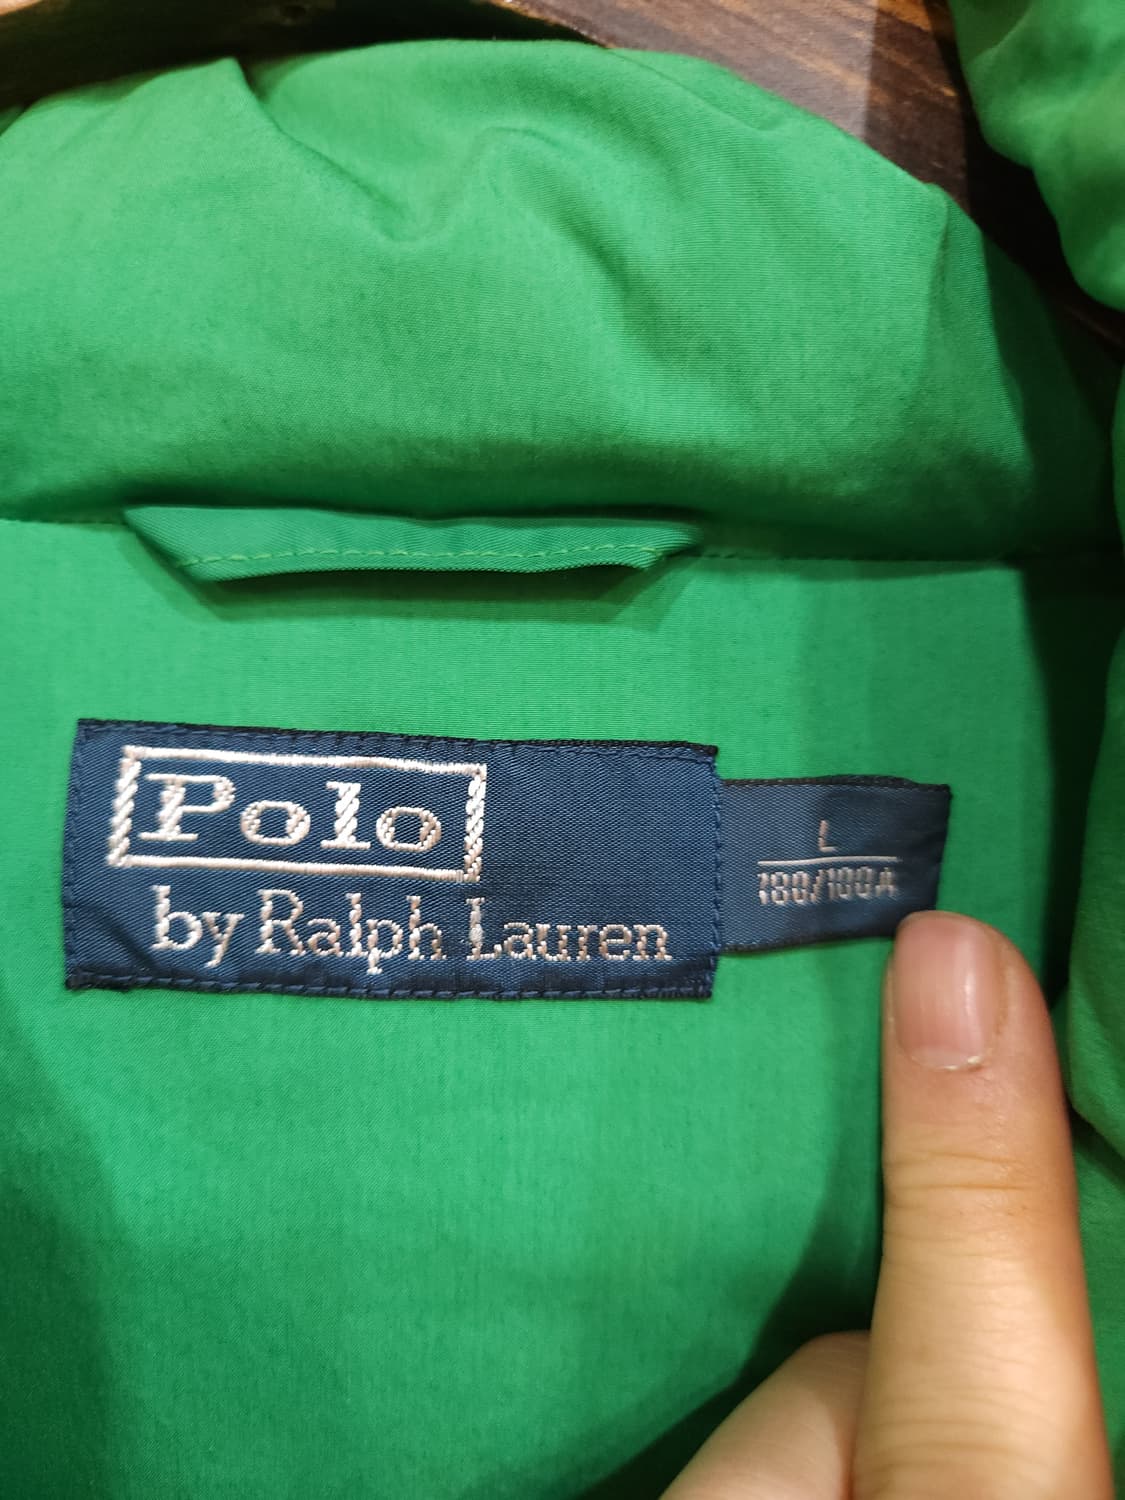 Polo
by Ralph Lauren
L
180/100A